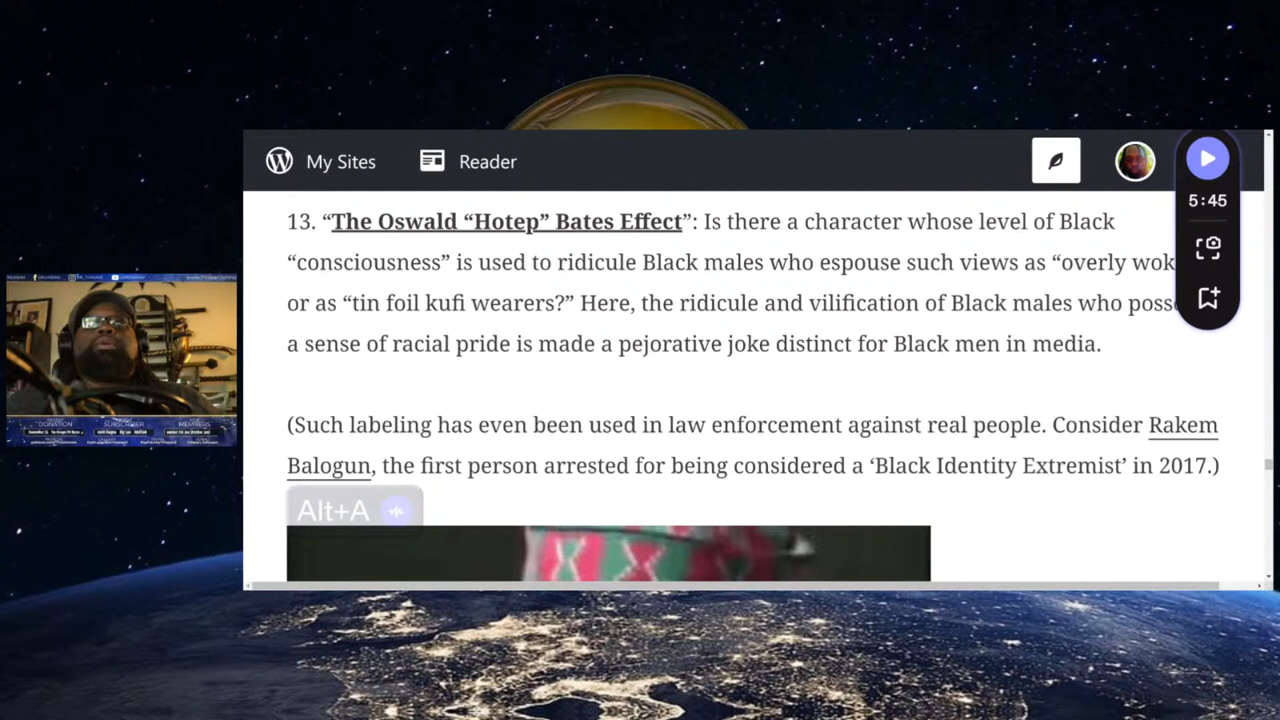 My Sites
Reader
5:45
13. “The Oswald “Hotep” Bates Effect”: Is there a character whose level of Black
“consciousness” is used to ridicule Black males who espouse such views as “overly wok
or as “tin foil kufi wearers?” Here, the ridicule and vilification of Black males who poss
a sense of racial pride is made a pejorative joke distinct for Black men in media.
(Such labeling has even been used in law enforcement against real people. Consider Rakem
Balogun, the first person arrested for being considered a ‘Black Identity Extremist’ in 2017.)
Alt+A
DONATION
SUBSCRIBER
MEMBERS